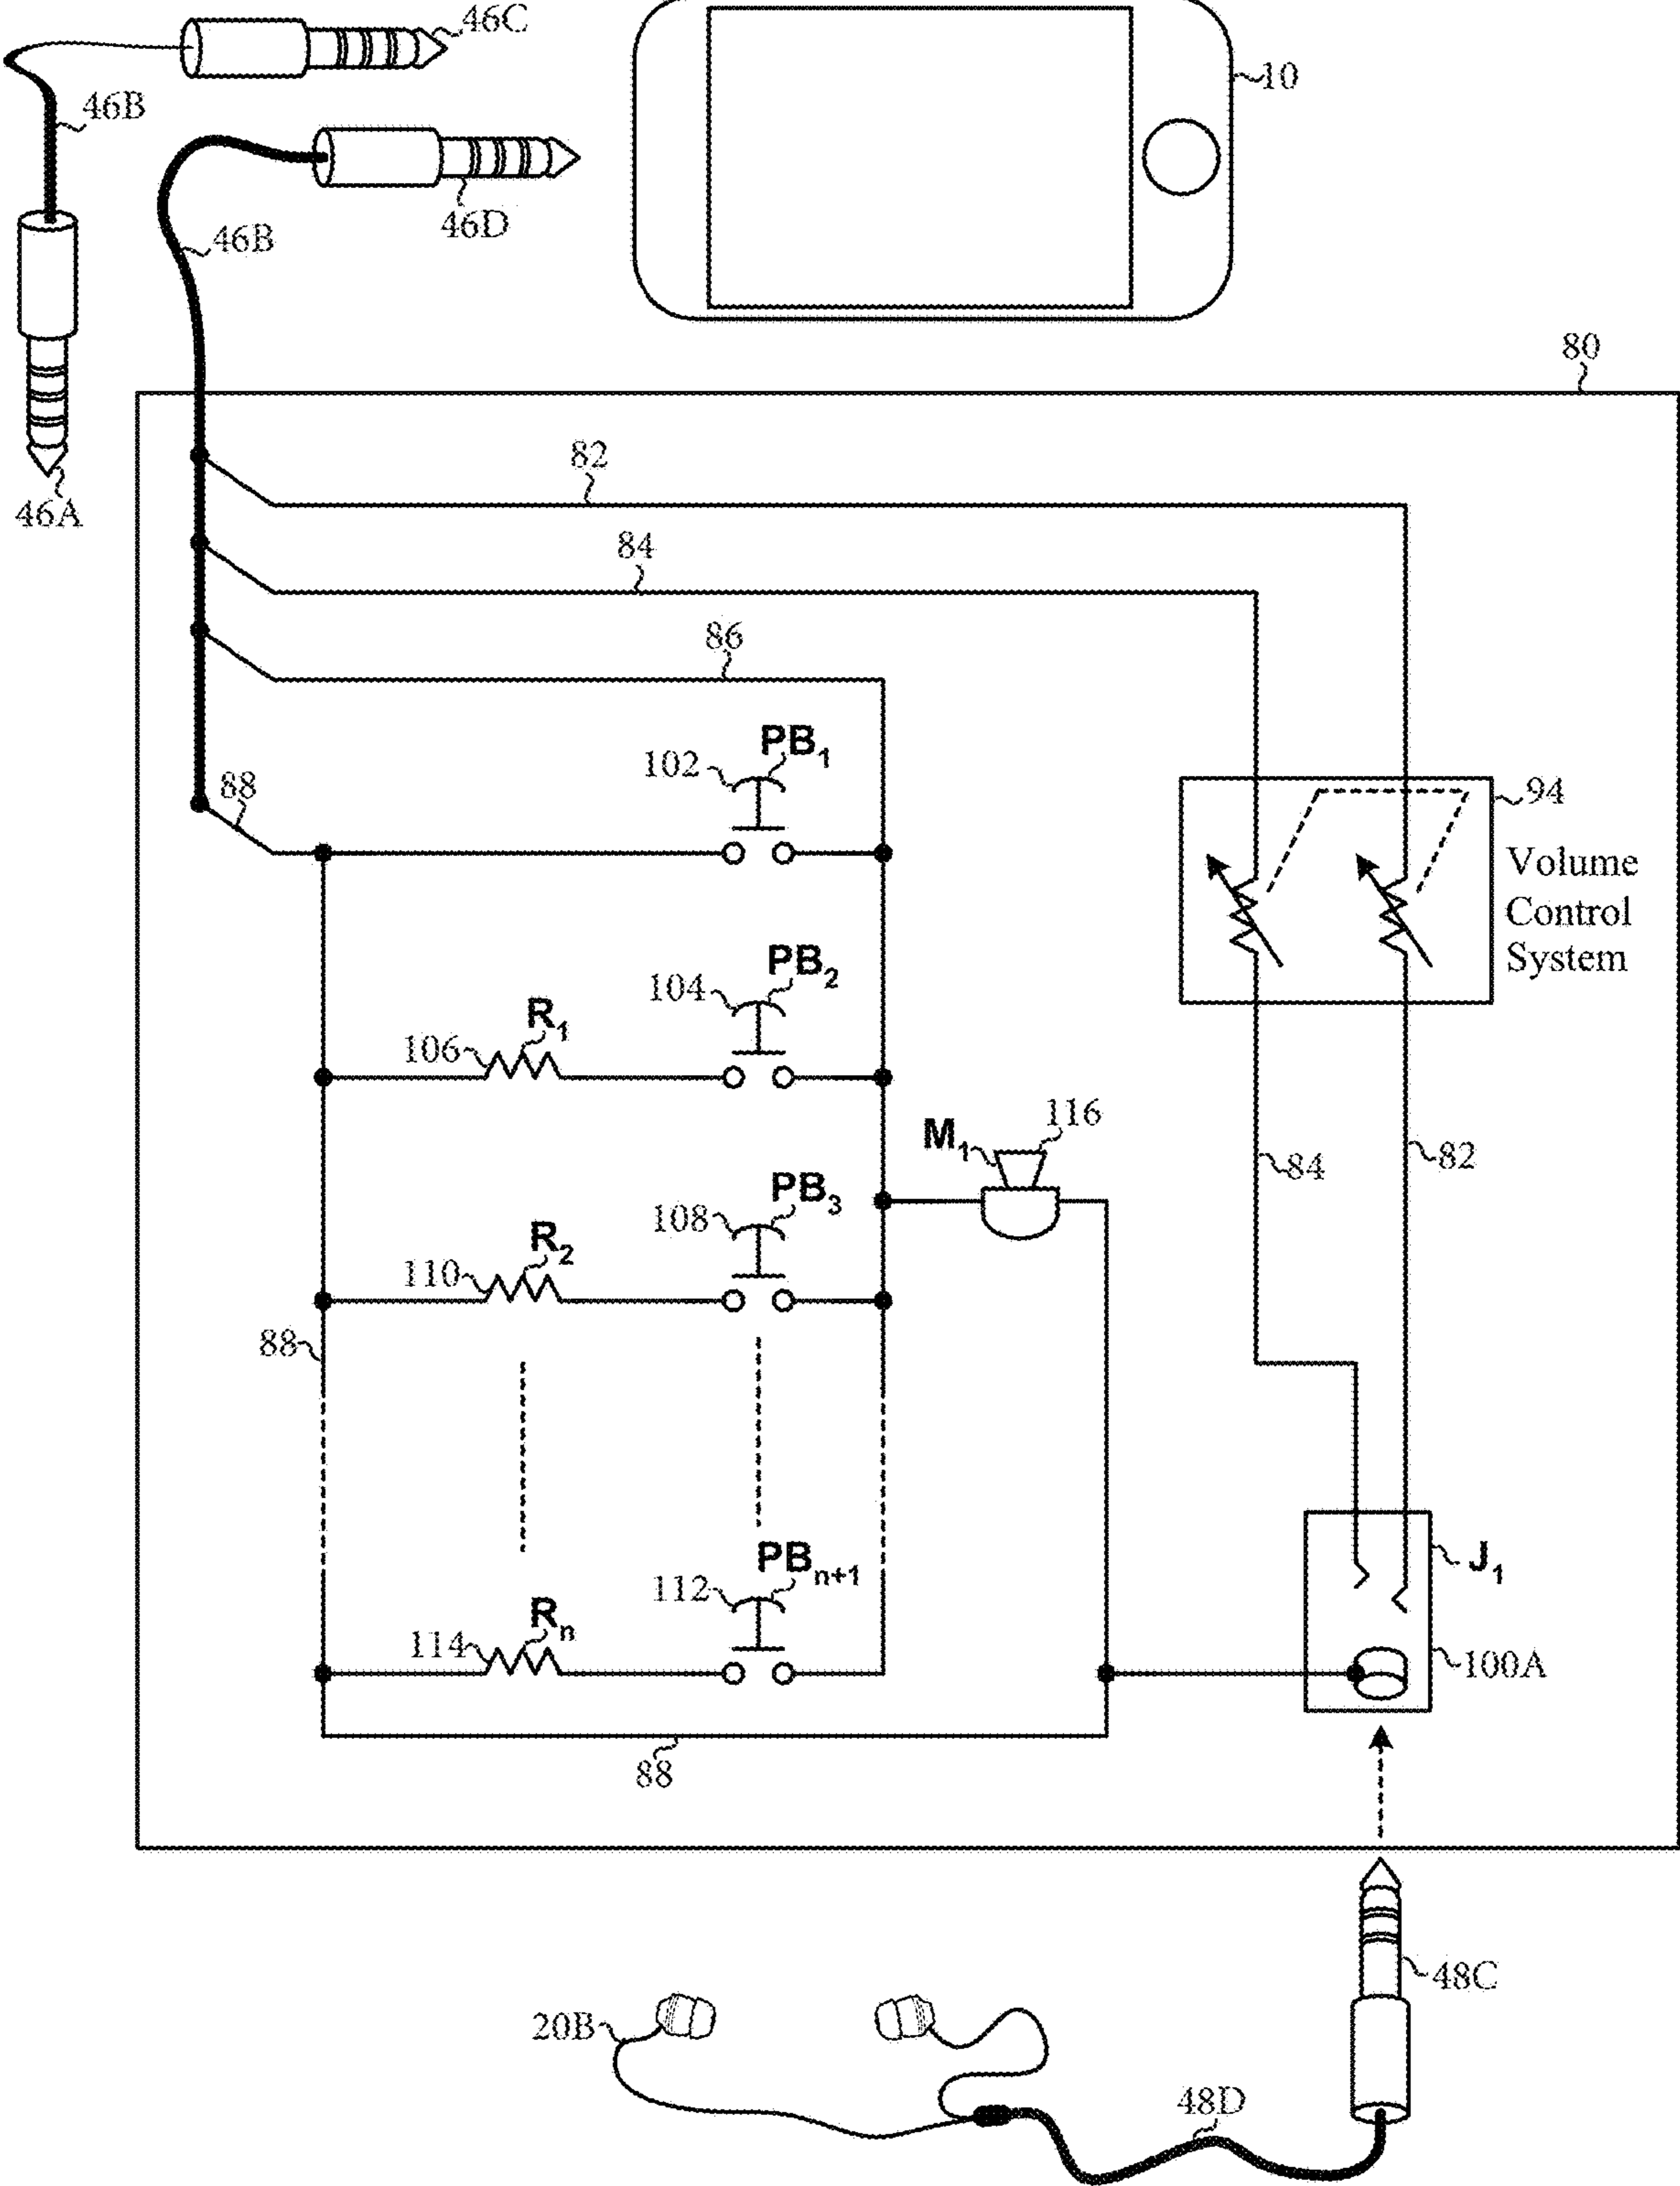 46C
10
46B
46D
46B
80
46A
82
84
86
PB1
102
88
94
Volume
Control
System
PB2
104
R1
106
M1
116
84
82
PB3
108
R2
110
88
PBn+1
112
Rn
114
J1
100A
88
48C
20B
48D